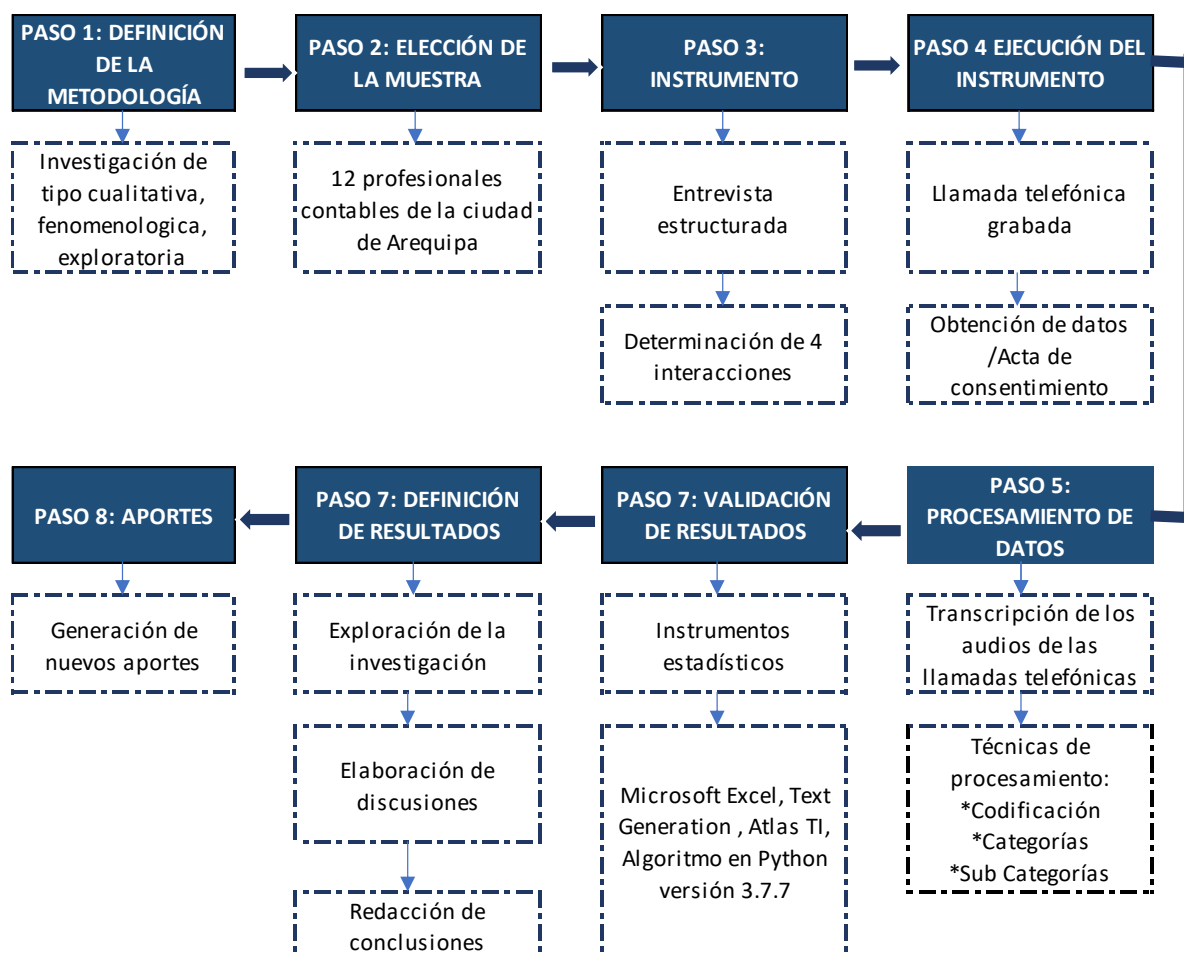 PASO 1: DEFINICIÓN
DE LA
METODOLOGÍA
PASO 2: ELECCIÓN DE
LA MUESTRA
PASO 3:
INSTRUMENTO
PASO 4 EJECUCIÓN DEL
INSTRUMENTO
Investigación de
tipo cualitativa,
fenomenologica,
exploratoria
12 profesionales
contables de la ciudad
de Arequipa
Entrevista
estructurada
Llamada telefónica
grabada
Determinación de 4
interacciones
Obtención de datos
/Acta de
consentimiento
PASO 8: APORTES
PASO 7: DEFINICIÓN
DE RESULTADOS
PASO 7: VALIDACIÓN
DE RESULTADOS
PASO 5:
PROCESAMIENTO DE
DATOS
Generación de
nuevos aportes
Exploración de la
investigación
Instrumentos
estadísticos
Transcripción de los
audios de las
llamadas telefónicas
Elaboración de
discusiones
Microsoft Excel, Text
Generation , Atlas TI,
Algoritmo en Python
versión 3.7.7
Técnicas de
procesamiento:
*Codificación
*Categorías
*Sub Categorías
Redacción de
conclusiones